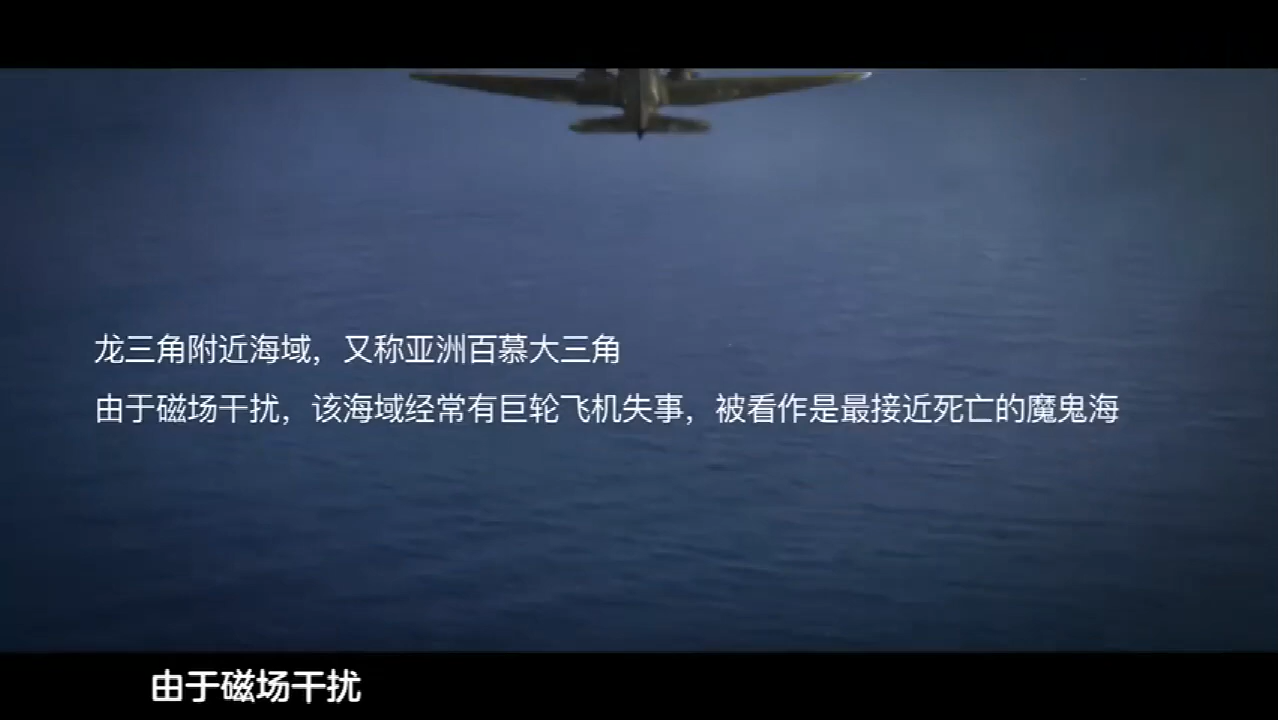 龙三角附近海域，又称亚洲百慕大三角
由于磁场干扰，该海域经常有巨轮飞机失事，被看作是最接近死亡的魔鬼海
由于磁场干扰